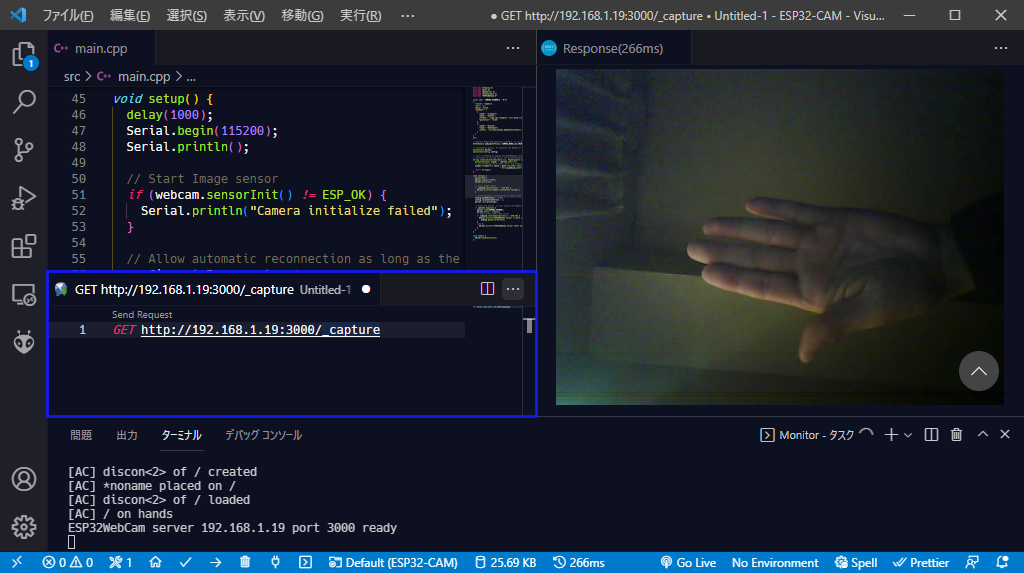 ファイル(F) 編集(E) 選択(S) 表示(V) 移動(G) 実行(R) ···
● GET http://192.168.1.19:3000/_capture • Untitled-1 - ESP32-CAM - Visu...
1
C++ main.cpp ···
src > C++ main.cpp > ...
45 void setup() {
46 delay(1000);
47 Serial.begin(115200);
48 Serial.println();
49
50 // Start Image sensor
51 if (webcam.sensorInit() != ESP_OK) {
52 Serial.println("Camera initialize failed");
53 }
54
55 // Allow automatic reconnection as long as the
GET http://192.168.1.19:3000/_capture Untitled-1 ● ···
Send Request
1 GET http://192.168.1.19:3000/_capture
Response(266ms) ···
問題 出力 ターミナル デバッグ コンソール
Monitor - タスク
[AC] discon<2> of / created
[AC] *noname placed on /
[AC] discon<2> of / loaded
[AC] / on hands
ESP32WebCam server 192.168.1.19 port 3000 ready
0 0 1 Default (ESP32-CAM) 25.69 KB 266ms Go Live No Environment Spell Prettier